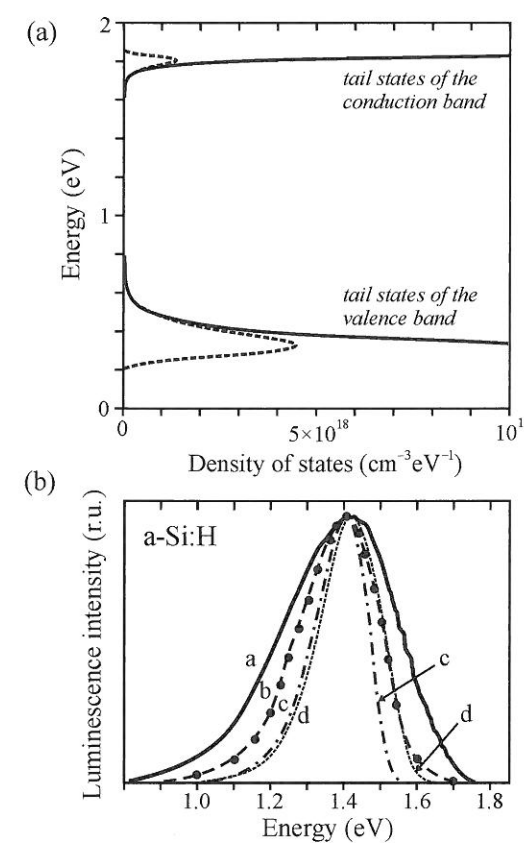 (a)
2
tail states of the
conduction band
Energy (eV)
1
tail states of the
valence band
0
0
5×10¹⁸
10¹
Density of states (cm⁻³eV⁻¹)
(b)
a-Si:H
Luminescence intensity (r.u.)
a
b
c
d
c
d
1.0
1.2
1.4
1.6
1.8
Energy (eV)